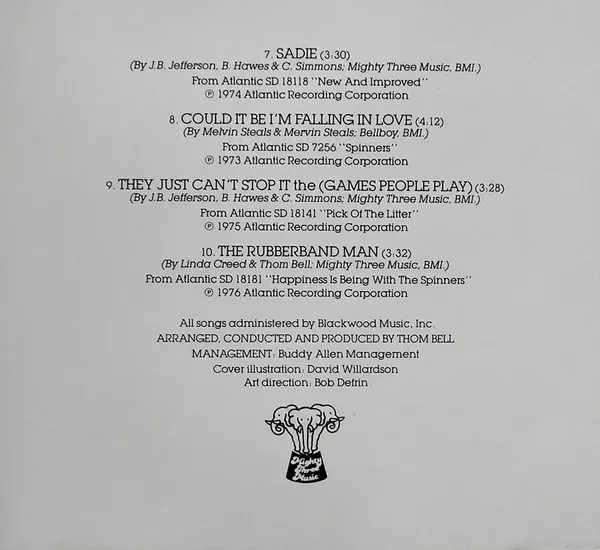 7. SADIE (3:30)
(By J.B. Jefferson, B. Hawes & C. Simmons; Mighty Three Music, BMI.)
From Atlantic SD 18118 "New And Improved"
℗ 1974 Atlantic Recording Corporation
8. COULD IT BE I'M FALLING IN LOVE (4:12)
(By Melvin Steals & Mervin Steals; Bellboy, BMI.)
From Atlantic SD 7256 "Spinners"
℗ 1973 Atlantic Recording Corporation
9. THEY JUST CAN'T STOP IT the (GAMES PEOPLE PLAY) (3:28)
(By J.B. Jefferson, B. Hawes & C. Simmons; Mighty Three Music, BMI.)
From Atlantic SD 18141 "Pick Of The Litter"
℗ 1975 Atlantic Recording Corporation
10. THE RUBBERBAND MAN (3:32)
(By Linda Creed & Thom Bell; Mighty Three Music, BMI.)
From Atlantic SD 18181 "Happiness Is Being With The Spinners"
℗ 1976 Atlantic Recording Corporation
All songs administered by Blackwood Music, Inc.
ARRANGED, CONDUCTED AND PRODUCED BY THOM BELL
MANAGEMENT: Buddy Allen Management
Cover illustration: David Willardson
Art direction: Bob Defrin
Mighty
Three
Music